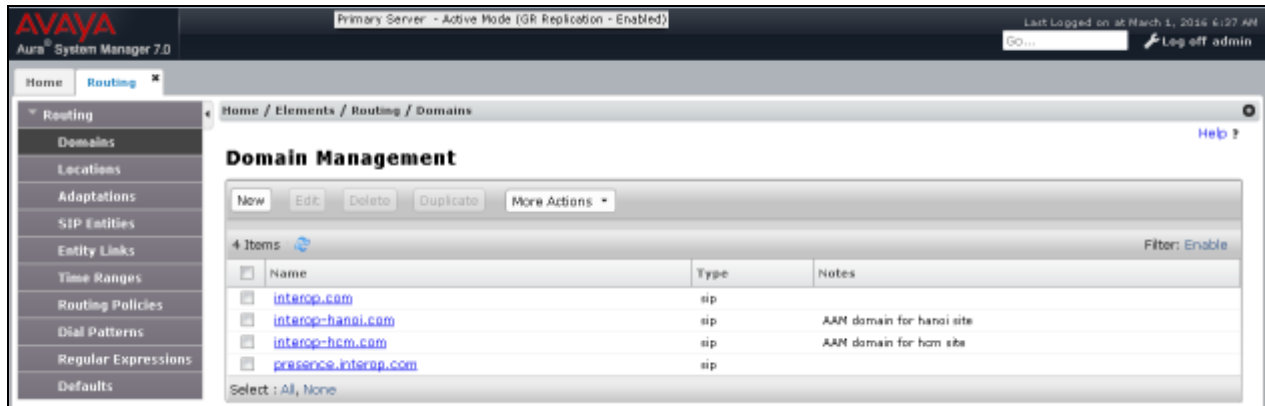 AVAYA
Aura® System Manager 7.0
Primary Server - Active Mode (GR Replication - Enabled)
Last Logged on at March 1, 2016 6:37 AM
Go...
Log off admin
Home
Routing ×
Routing
Domains
Locations
Adaptations
SIP Entities
Entity Links
Time Ranges
Routing Policies
Dial Patterns
Regular Expressions
Defaults
Home / Elements / Routing / Domains
Help ?
Domain Management
New Edit Delete Duplicate More Actions
4 Items Filter: Enable
Name Type Notes
interop.com sip
interop-hanoi.com sip AAM domain for hanoi site
interop-hcm.com sip AAM domain for hcm site
presence.interop.com sip
Select : All, None